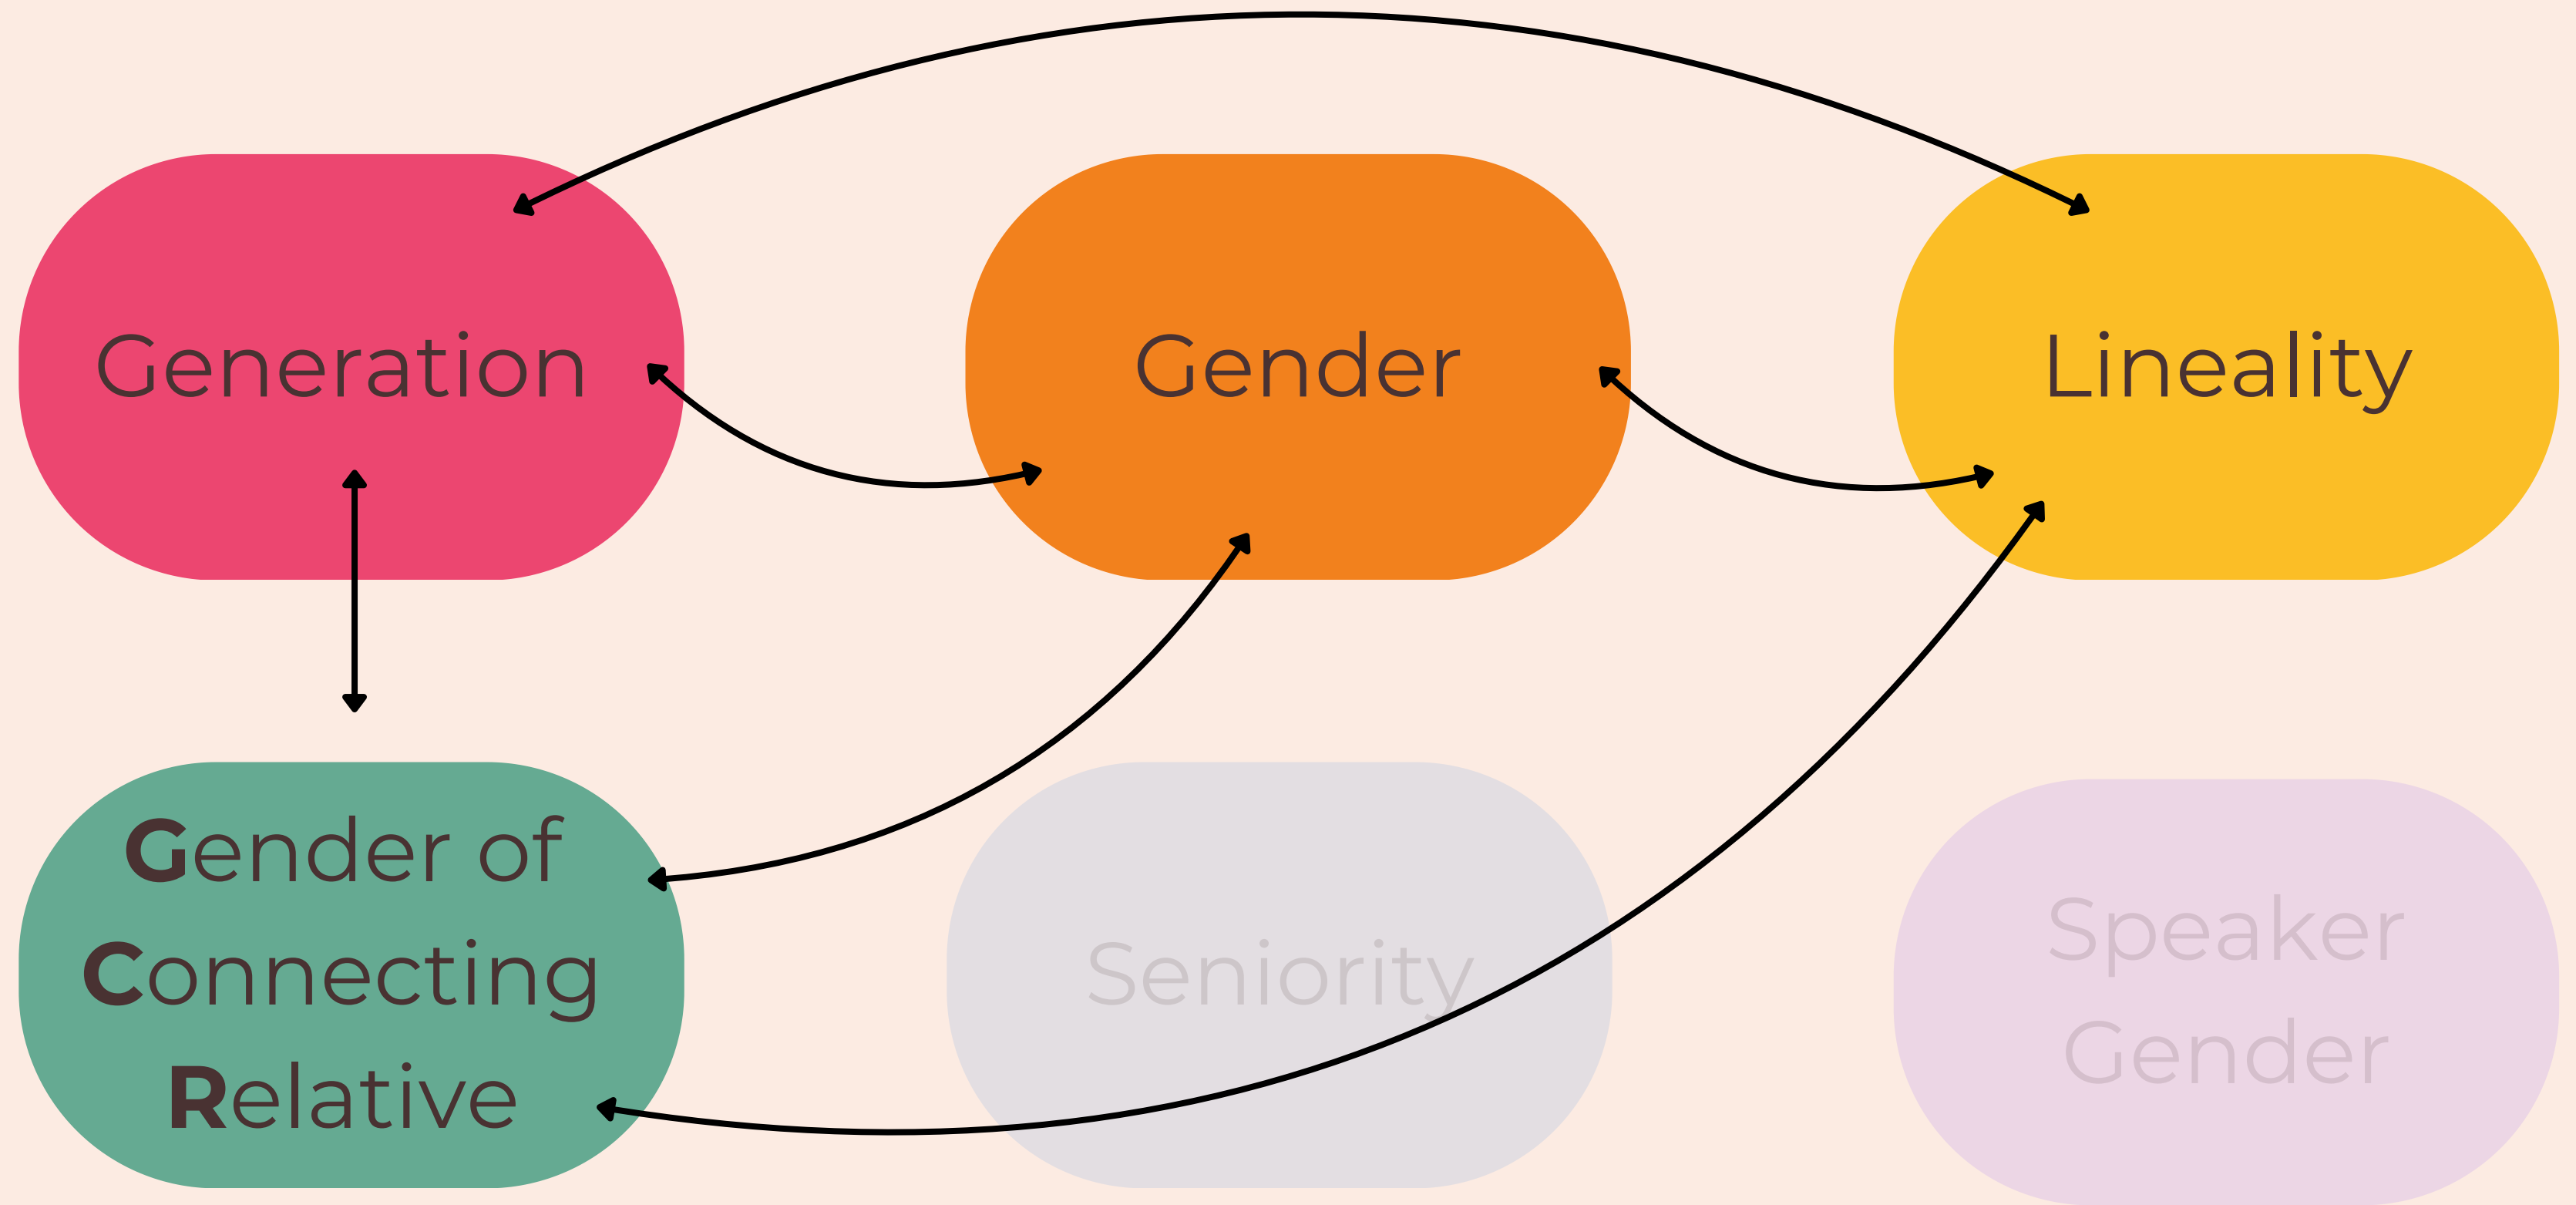 Generation
Gender
Lineality
Gender of
Connecting
Relative
Seniority
Speaker
Gender